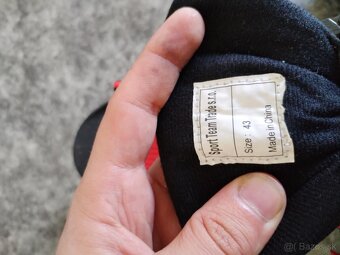 Sport Team Trade s.r.o.
Size : 43
Made in China
Bazos.sk